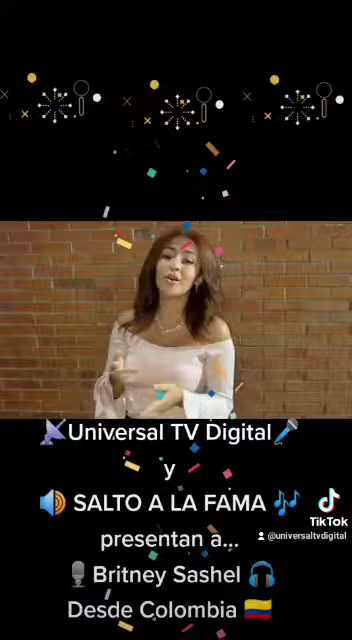 📡Universal TV Digital🎤
y
🔊 SALTO A LA FAMA 🎶
TikTok
presentan a...
@universaltvdigital
🎙️Britney Sashel 🎧
Desde Colombia 🇨🇴